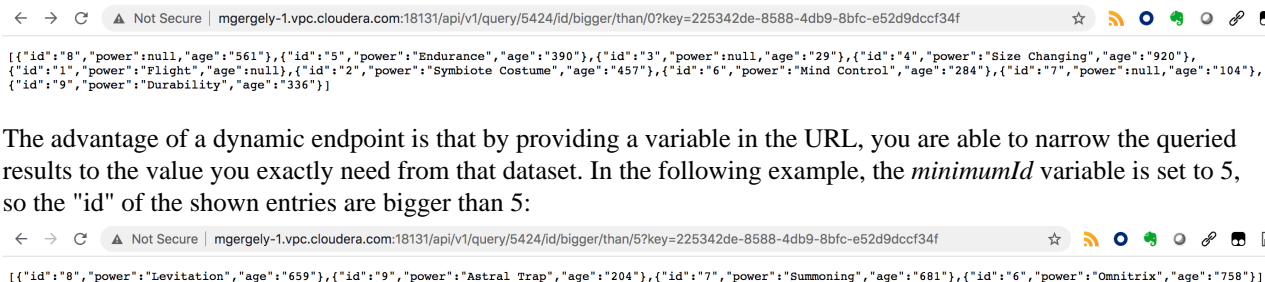 Not Secure | mgergely-1.vpc.cloudera.com:18131/api/v1/query/5424/id/bigger/than/0?key=225342de-8588-4db9-8bfc-e52d9dccf34f
[{"id":"8","power":null,"age":"561"},{"id":"5","power":"Endurance","age":"390"},{"id":"3","power":null,"age":"29"},{"id":"4","power":"Size Changing","age":"920"},
{"id":"1","power":"Flight","age":null},{"id":"2","power":"Symbiote Costume","age":"457"},{"id":"6","power":"Mind Control","age":"284"},{"id":"7","power":null,"age":"104"},
{"id":"9","power":"Durability","age":"336"}]
The advantage of a dynamic endpoint is that by providing a variable in the URL, you are able to narrow the queried
results to the value you exactly need from that dataset. In the following example, the minimumId variable is set to 5,
so the "id" of the shown entries are bigger than 5:
Not Secure | mgergely-1.vpc.cloudera.com:18131/api/v1/query/5424/id/bigger/than/5?key=225342de-8588-4db9-8bfc-e52d9dccf34f
[{"id":"8","power":"Levitation","age":"659"},{"id":"9","power":"Astral Trap","age":"204"},{"id":"7","power":"Summoning","age":"681"},{"id":"6","power":"Omnitrix","age":"758"}]